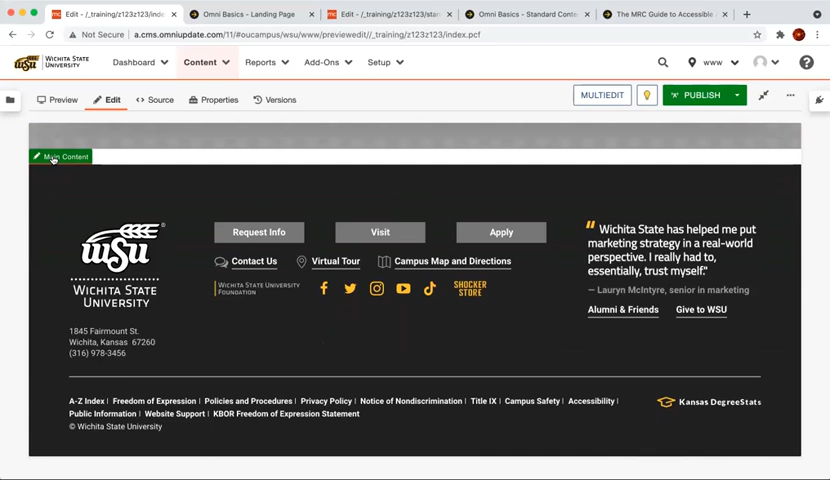 Edit - /_training/z123z123/inde
Omni Basics - Landing Page
Edit - /_training/z123z123/stan
Omni Basics - Standard Conte
The MRC Guide to Accessible
Not Secure | a.cms.omniupdate.com/11/#oucampus/wsu/www/previewedit//_training/z123z123/index.pcf
WICHITA STATE
UNIVERSITY
Dashboard
Content
Reports
Add-Ons
Setup
www
Preview
Edit
Source
Properties
Versions
MULTIEDIT
PUBLISH
Main Content
wsu
WICHITA STATE
UNIVERSITY
1845 Fairmount St.
Wichita, Kansas 67260
(316) 978-3456
Request Info
Visit
Apply
Contact Us
Virtual Tour
Campus Map and Directions
WICHITA STATE UNIVERSITY
FOUNDATION
SHOCKER
STORE
"Wichita State has helped me put
marketing strategy in a real-world
perspective. I really had to,
essentially, trust myself."
— Lauryn McIntyre, senior in marketing
Alumni & Friends
Give to WSU
A-Z Index | Freedom of Expression | Policies and Procedures | Privacy Policy | Notice of Nondiscrimination | Title IX | Campus Safety | Accessibility |
Public Information | Website Support | KBOR Freedom of Expression Statement
© Wichita State University
Kansas DegreeStats